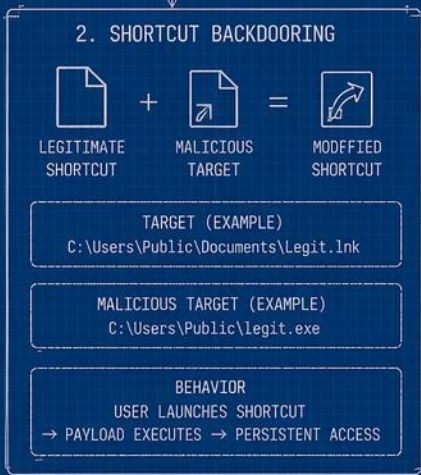 2. SHORTCUT BACKDOORING
LEGITIMATE SHORTCUT
+
MALICIOUS TARGET
=
MODFFIED SHORTCUT
TARGET (EXAMPLE)
C:\Users\Public\Documents\Legit.lnk
MALICIOUS TARGET (EXAMPLE)
C:\Users\Public\legit.exe
BEHAVIOR
USER LAUNCHES SHORTCUT
→ PAYLOAD EXECUTES → PERSISTENT ACCESS